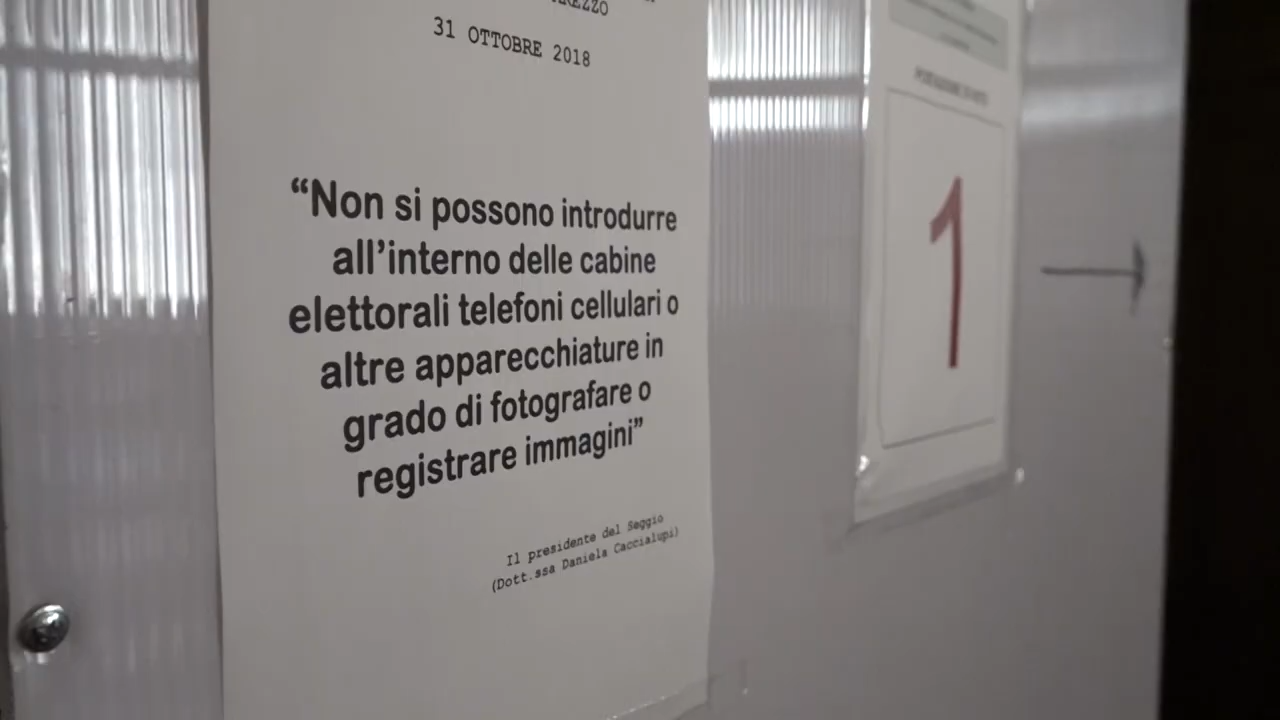 31 OTTOBRE 2018
“Non si possono introdurre
all’interno delle cabine
elettorali telefoni cellulari o
altre apparecchiature in
grado di fotografare o
registrare immagini”
Il presidente del Seggio
(Dott.ssa Daniela Caccialupi)
1